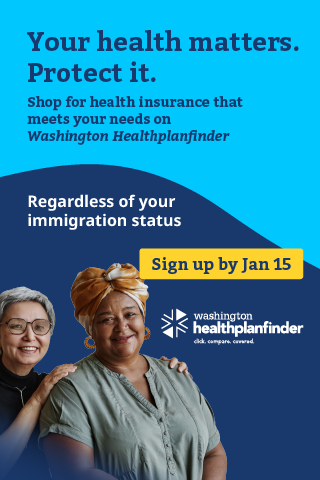 Your health matters.
Protect it.
Shop for health insurance that
meets your needs on
Washington Healthplanfinder
Regardless of your
immigration status
Sign up by Jan 15
washington
healthplanfinder
click. compare. covered.